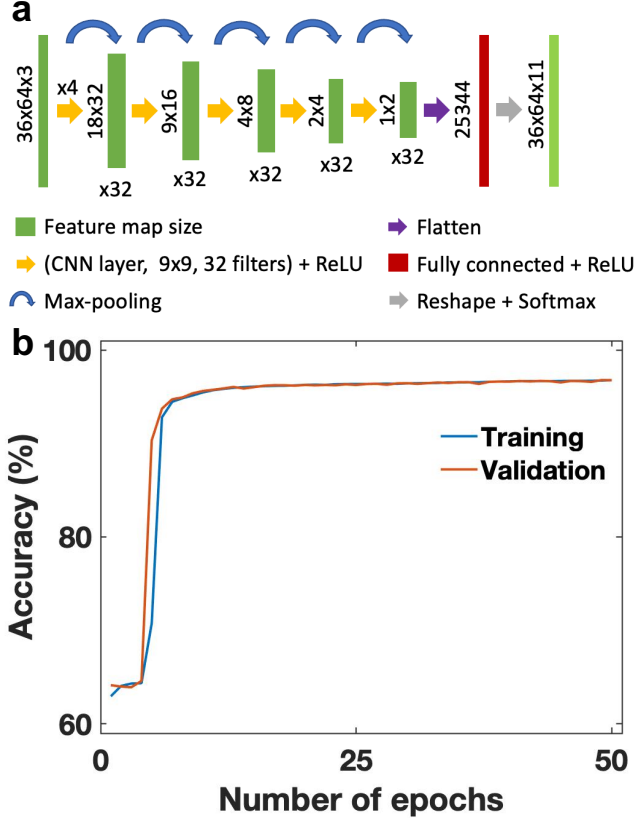 a
36x64x3
x4
18x32
x32
9x16
x32
4x8
x32
2x4
x32
1x2
x32
25344
36x64x11
Feature map size
Flatten
(CNN layer, 9x9, 32 filters) + ReLU
Fully connected + ReLU
Max-pooling
Reshape + Softmax
b
100
80
60
Accuracy (%)
Training
Validation
0
25
50
Number of epochs